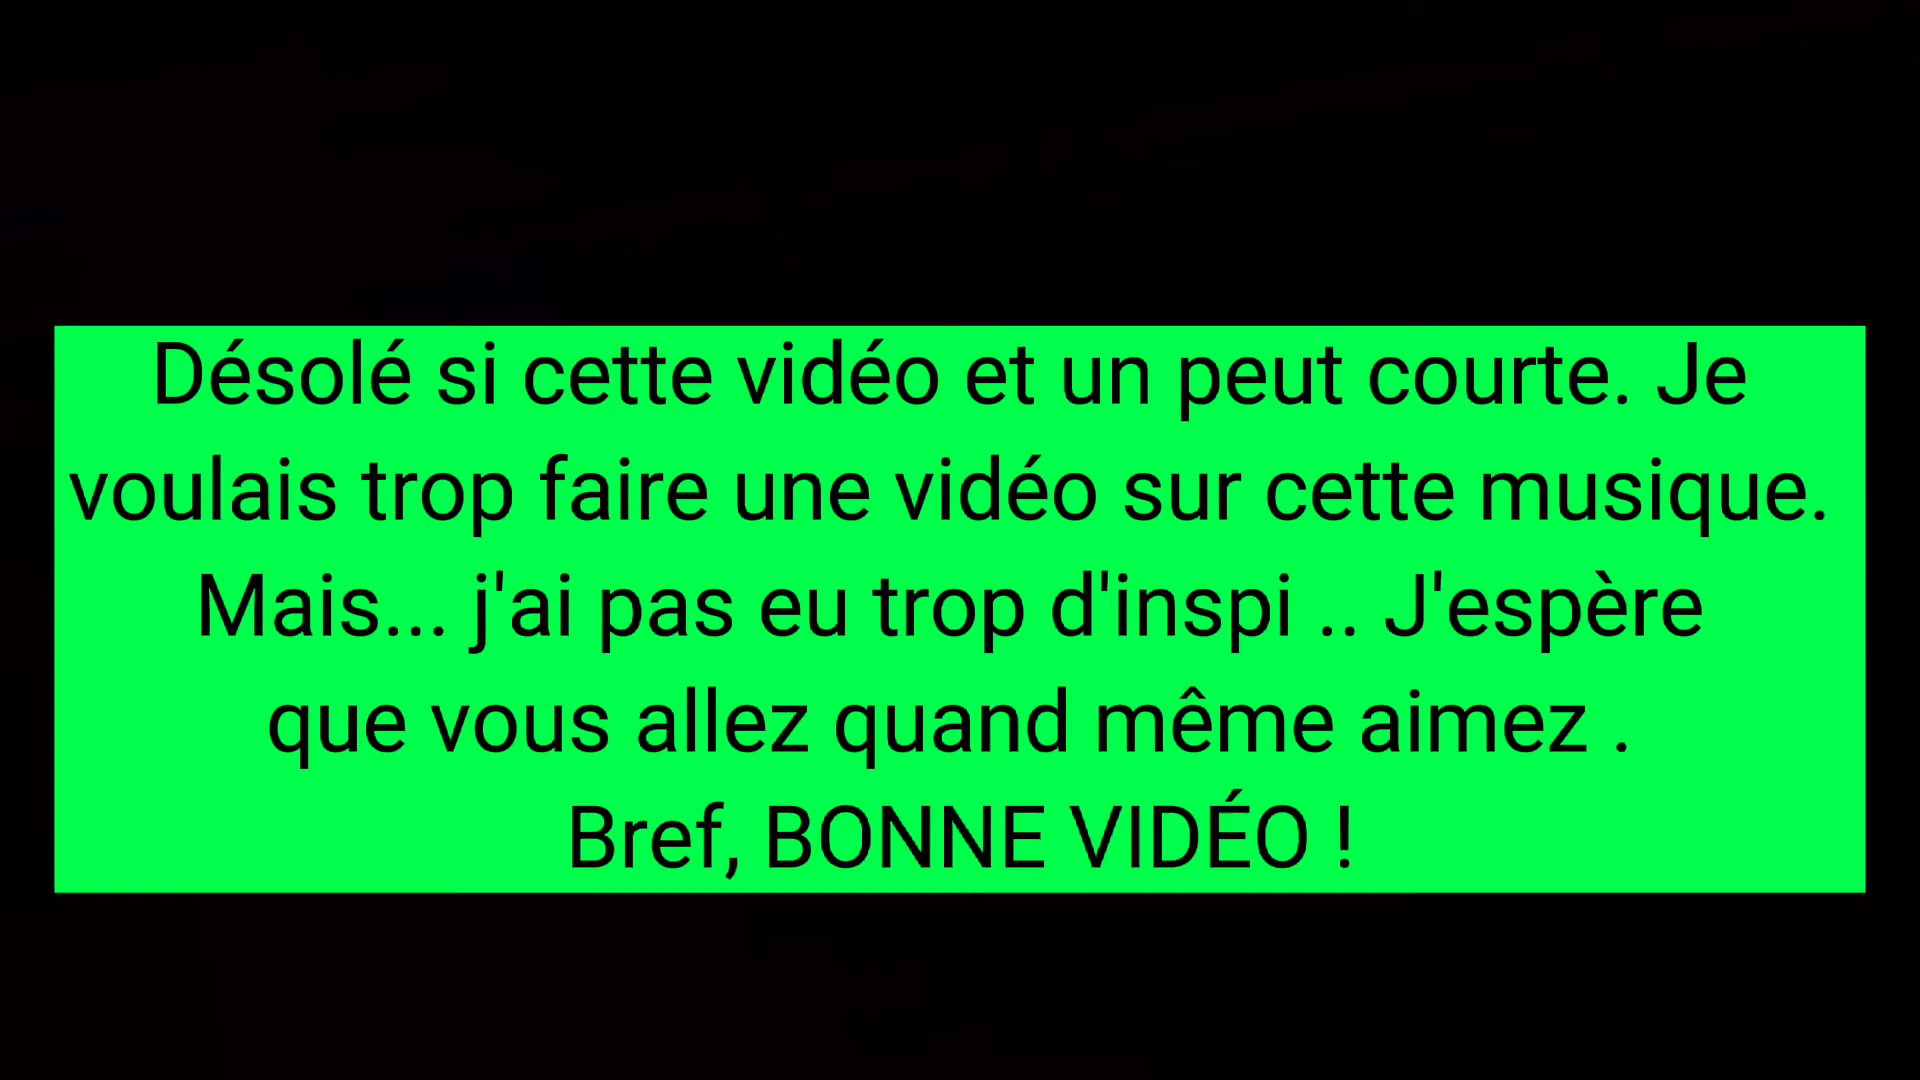 Désolé si cette vidéo et un peut courte. Je
voulais trop faire une vidéo sur cette musique.
Mais... j'ai pas eu trop d'inspi .. J'espère
que vous allez quand même aimez .
Bref, BONNE VIDÉO !